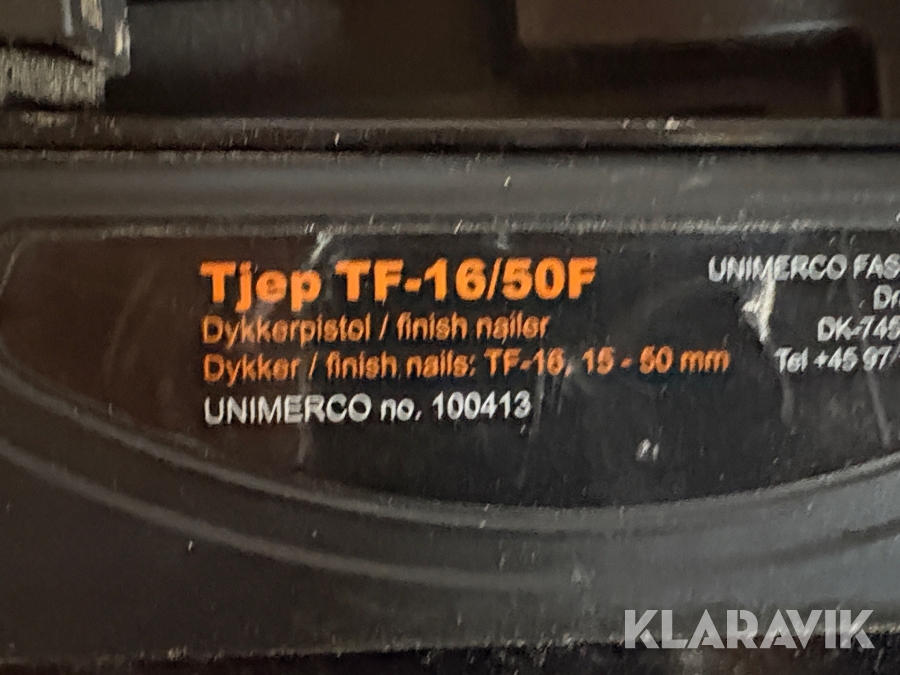 Tjep TF-16/50F
Dykkerpistol / finish nailer
Dykker / finish nails: TF-16, 15 - 50 mm
UNIMERCO no. 100413
UNIMERCO FAS
DK-745
Tel +45 97
KLARAVIK